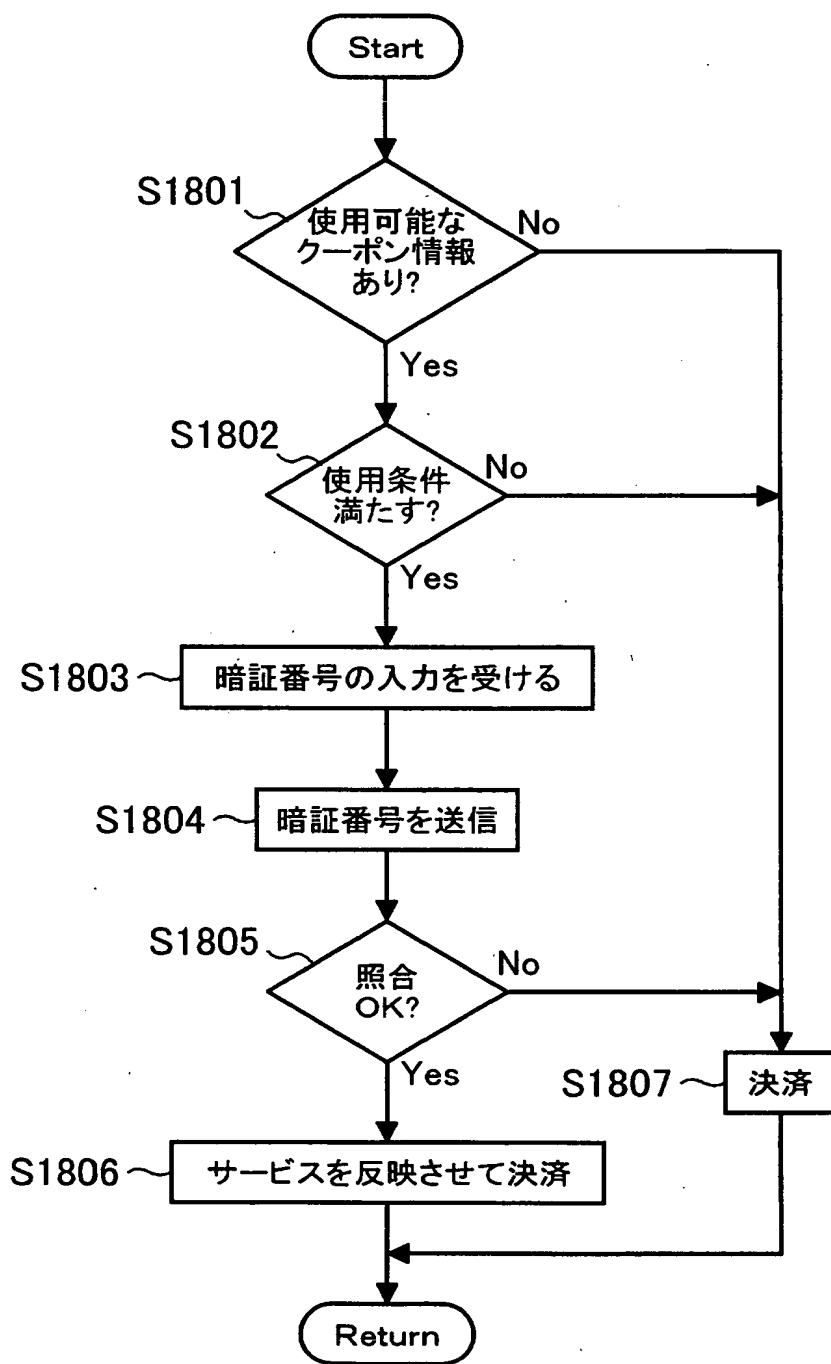 Start
S1801
使用可能な
クーポン情報
あり?
No
Yes
S1802
使用条件
満たす?
No
Yes
S1803
暗証番号の入力を受ける
S1804
暗証番号を送信
S1805
照合
OK?
No
Yes
S1807
決済
S1806
サービスを反映させて決済
Return